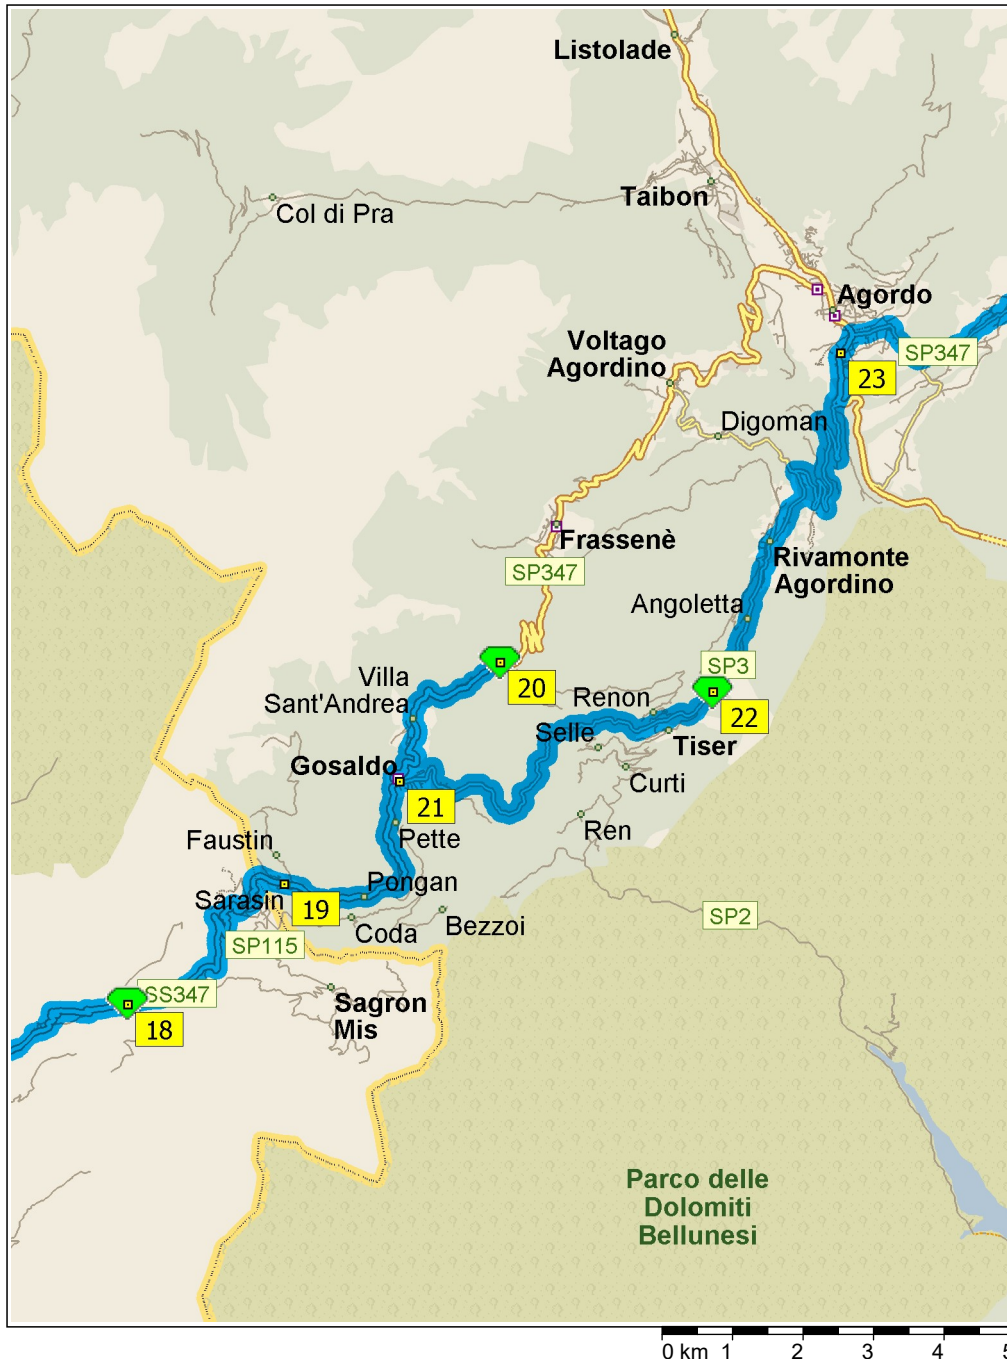 Listolade
Taibon
Col di Pra
Agordo
Voltago
Agordino
SP347
23
Digoman
Frassenè
SP347
Rivamonte
Agordino
Angoletta
SP3
Villa
Sant'Andrea
20
Renon
22
Selle
Tiser
Gosaldo
Curti
21
Pette
Ren
Faustin
Pongan
Sarasin
19
Coda
Bezzoi
SP2
SP115
SS347
18
Sagron
Mis
Parco delle
Dolomiti
Bellunesi
0 km 1 2 3 4